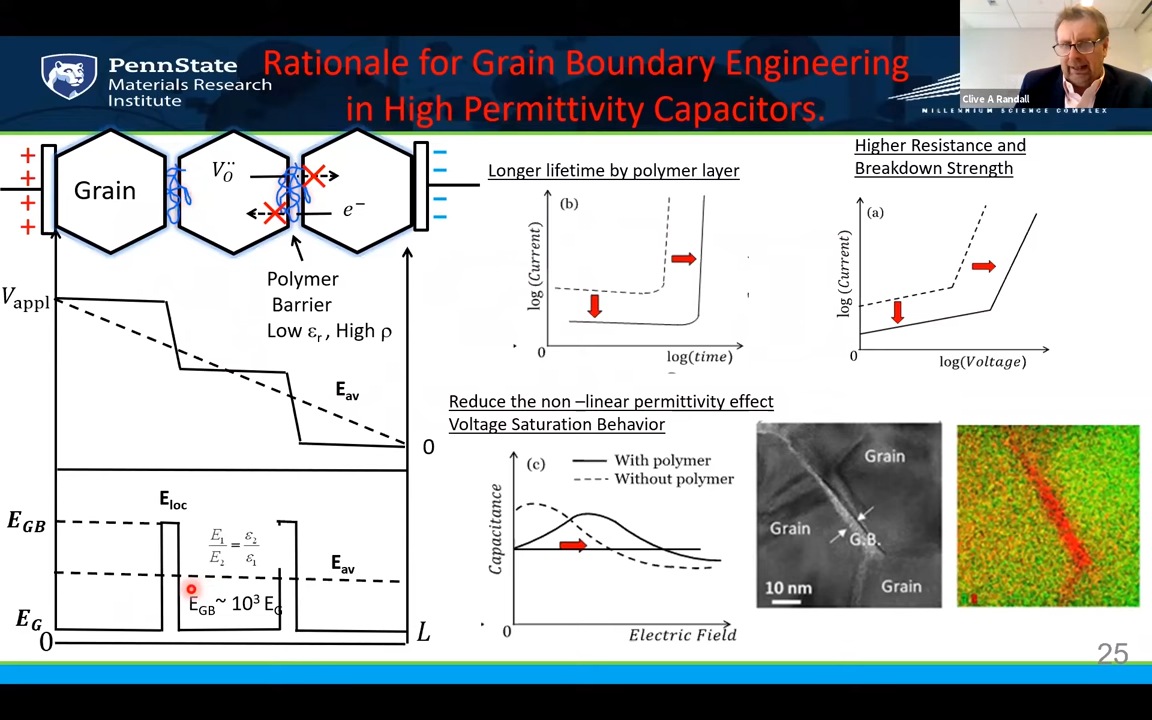 PennState
Materials Research
Institute
Rationale for Grain Boundary Engineering
in High Permittivity Capacitors.
Clive A Randall
MILLENNIUM SCIENCE COMPLEX
+
+
+
+
Grain
V_O^¨
e⁻
−
−
−
−
Polymer
Barrier
Low ε_r , High ρ
V_appl
E_av
0
E_loc
E_GB
E_1/E_2 = ε_2/ε_1
E_av
E_GB ~ 10³ E_G
E_G
0
L
Longer lifetime by polymer layer
(b)
log (Current)
0
log(time)
Higher Resistance and
Breakdown Strength
(a)
log (Current)
0
log(Voltage)
Reduce the non –linear permittivity effect
Voltage Saturation Behavior
(c)
With polymer
Without polymer
Capacitance
0
Electric Field
Grain
Grain
G.B.
Grain
10 nm
25